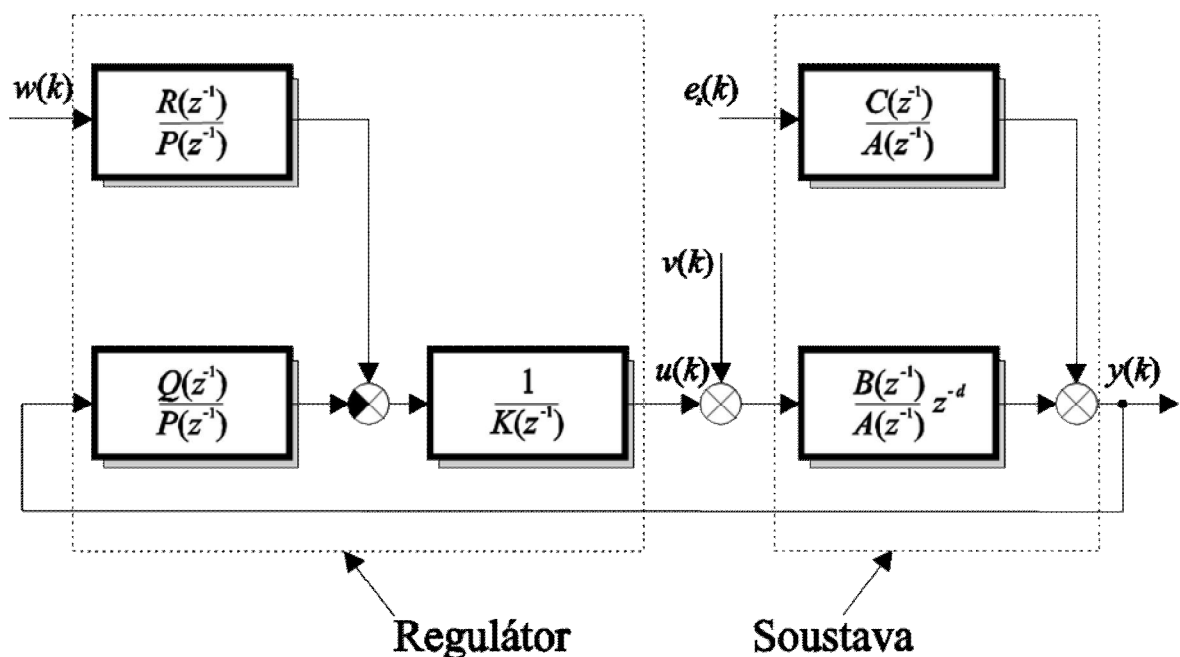 w(k)
R(z⁻¹)
P(z⁻¹)
eₛ(k)
C(z⁻¹)
A(z⁻¹)
v(k)
Q(z⁻¹)
P(z⁻¹)
1
K(z⁻¹)
u(k)
B(z⁻¹)
A(z⁻¹)
z⁻ᵈ
y(k)
Regulátor
Soustava